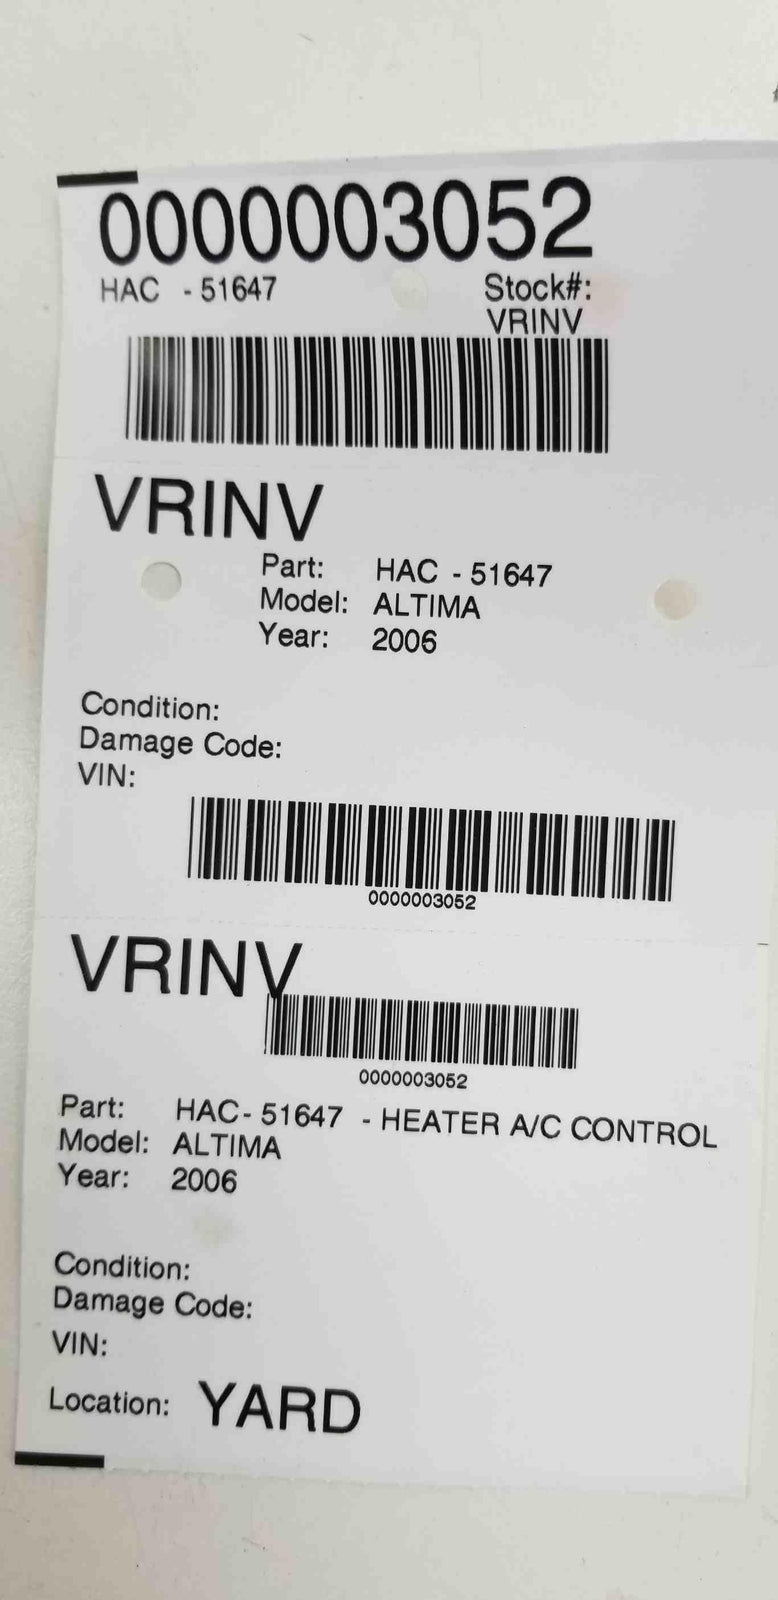 0000003052
HAC - 51647 Stock#:
VRINV
VRINV
Part: HAC - 51647
Model: ALTIMA
Year: 2006
Condition:
Damage Code:
VIN:
0000003052
VRINV
0000003052
Part: HAC- 51647 - HEATER A/C CONTROL
Model: ALTIMA
Year: 2006
Condition:
Damage Code:
VIN:
Location: YARD